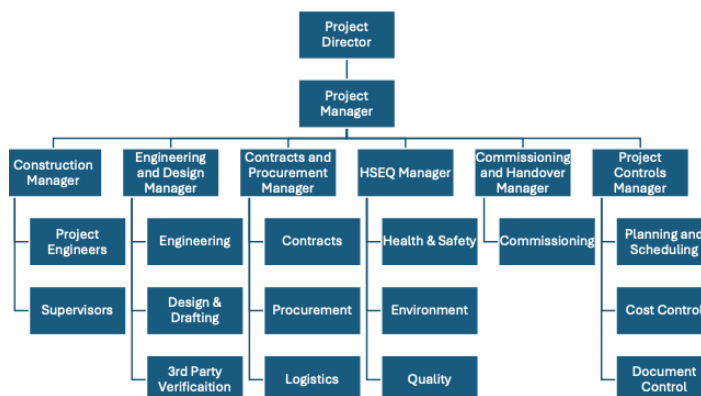 Project
Director
Project
Manager
Construction
Manager
Engineering
and Design
Manager
Contracts and
Procurement
Manager
HSEQ Manager
Commissioning
and Handover
Manager
Project
Controls
Manager
Project
Engineers
Engineering
Contracts
Health & Safety
Commissioning
Planning and
Scheduling
Supervisors
Design &
Drafting
Procurement
Environment
Cost Control
3rd Party
Verificaition
Logistics
Quality
Document
Control